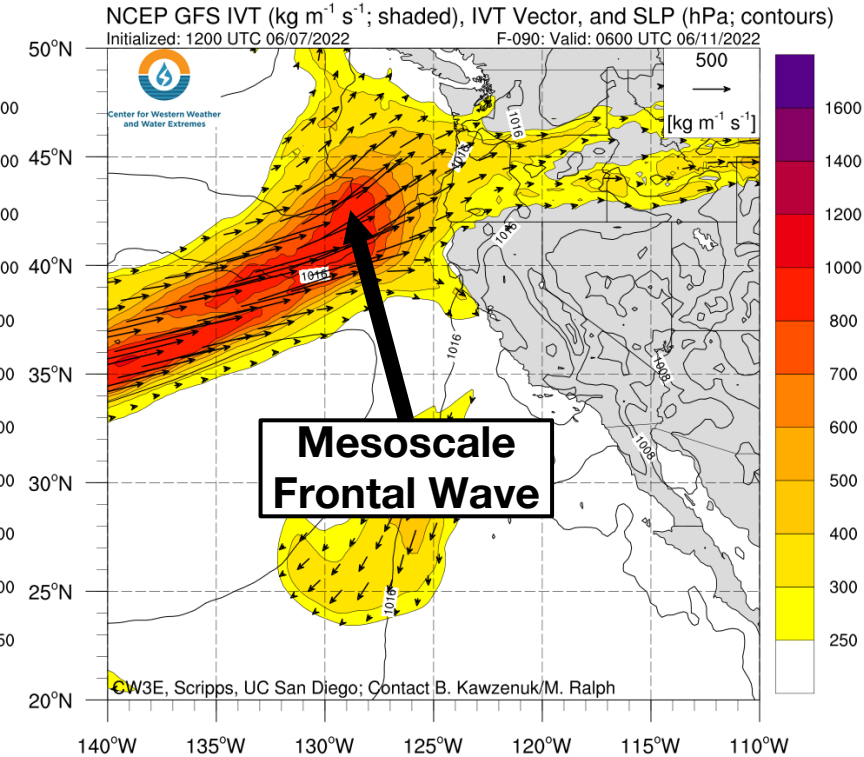 NCEP GFS IVT (kg m⁻¹ s⁻¹; shaded), IVT Vector, and SLP (hPa; contours)
Initialized: 1200 UTC 06/07/2022 F-090: Valid: 0600 UTC 06/11/2022
Center for Western Weather
and Water Extremes
500
[kg m⁻¹ s⁻¹]
50°N
45°N
40°N
35°N
30°N
25°N
20°N
1016
1016
1016
1016
1016
1008
1008
1016
Mesoscale
Frontal Wave
CW3E, Scripps, UC San Diego; Contact B. Kawzenuk/M. Ralph
140°W 135°W 130°W 125°W 120°W 115°W 110°W
1600
1400
1200
1000
800
700
600
500
400
300
250